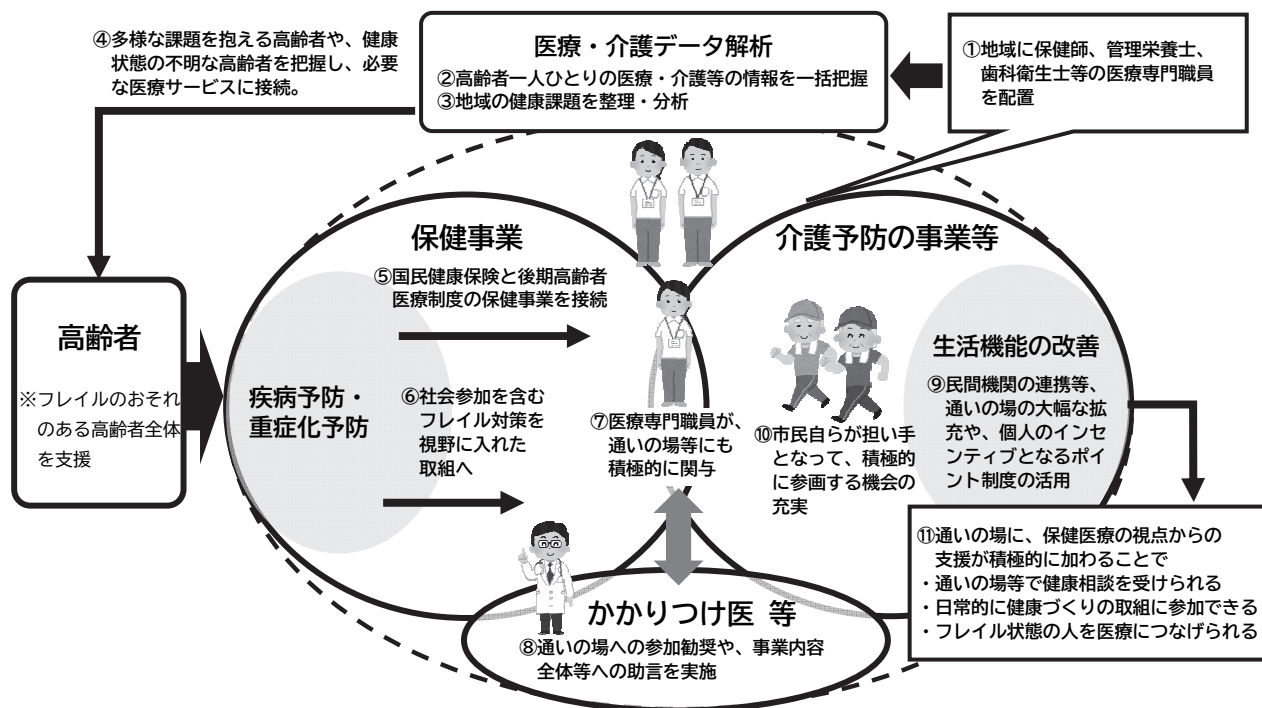 ④多様な課題を抱える高齢者や、健康
状態の不明な高齢者を把握し、必要
な医療サービスに接続。
医療・介護データ解析
②高齢者一人ひとりの医療・介護等の情報を一括把握
③地域の健康課題を整理・分析
①地域に保健師、管理栄養士、
歯科衛生士等の医療専門職員
を配置
保健事業
⑤国民健康保険と後期高齢者
医療制度の保健事業を接続
介護予防の事業等
高齢者
※フレイルのおそれ
のある高齢者全体
を支援
疾病予防・
重症化予防
⑥社会参加を含む
フレイル対策を
視野に入れた
取組へ
⑦医療専門職員が、
通いの場等にも
積極的に関与
⑩市民自らが担い手
となって、積極的
に参画する機会の
充実
生活機能の改善
⑨民間機関の連携等、
通いの場の大幅な拡
充や、個人のインセ
ンティブとなるポイ
ント制度の活用
かかりつけ医 等
⑧通いの場への参加勧奨や、事業内容
全体等への助言を実施
⑪通いの場に、保健医療の視点からの
支援が積極的に加わることで
・通いの場等で健康相談を受けられる
・日常的に健康づくりの取組に参加できる
・フレイル状態の人を医療につなげられる